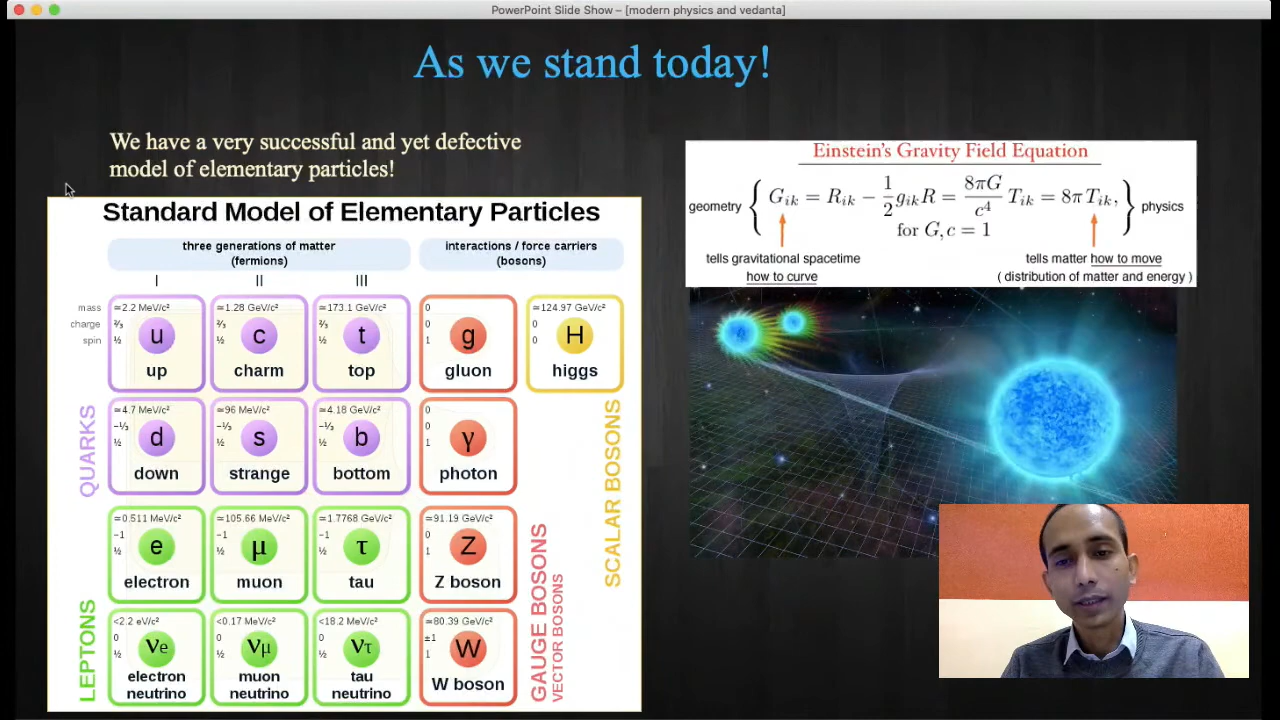 PowerPoint Slide Show – [modern physics and vedanta]
As we stand today!
We have a very successful and yet defective
model of elementary particles!
Standard Model of Elementary Particles
three generations of matter
(fermions)
interactions / force carriers
(bosons)
I II III
mass ≃2.2 MeV/c² ≃1.28 GeV/c² ≃173.1 GeV/c² 0 ≃124.97 GeV/c²
charge ⅔ ⅔ ⅔ 0 0
spin ½ ½ ½ 1 0
u c t g H
up charm top gluon higgs
QUARKS
≃4.7 MeV/c² ≃96 MeV/c² ≃4.18 GeV/c² 0
−⅓ −⅓ −⅓ 0
½ ½ ½ 1
d s b γ
down strange bottom photon
SCALAR BOSONS
≃0.511 MeV/c² ≃105.66 MeV/c² ≃1.7768 GeV/c² ≃91.19 GeV/c²
−1 −1 −1 0
½ ½ ½ 1
e μ τ Z
electron muon tau Z boson
LEPTONS
<2.2 eV/c² <0.17 MeV/c² <18.2 MeV/c² ≃80.39 GeV/c²
0 0 0 ±1
½ ½ ½ 1
νe νμ ντ W
electron
neutrino
muon
neutrino
tau
neutrino
W boson
GAUGE BOSONS
VECTOR BOSONS
Einstein's Gravity Field Equation
geometry { G_{ik} = R_{ik} − 1/2 g_{ik}R = 8πG/c⁴ T_{ik} = 8π T_{ik}, } physics
for G, c = 1
tells gravitational spacetime
how to curve
tells matter how to move
( distribution of matter and energy )